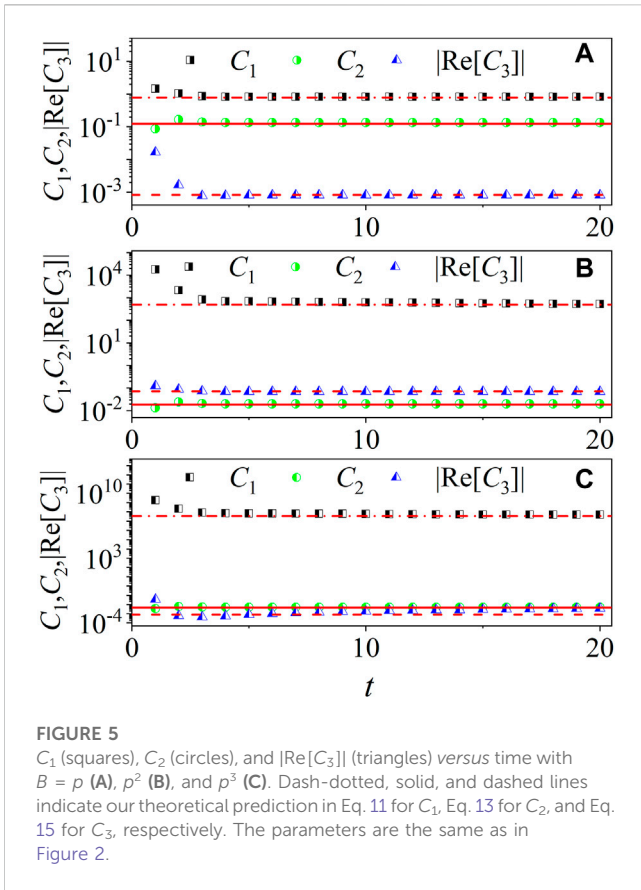 A
C₁ C₂ |Re[C₃]|
C₁,C₂,|Re[C₃]|
10¹
10⁻¹
10⁻³
0 10 20
B
C₁ C₂ |Re[C₃]|
C₁,C₂,|Re[C₃]|
10⁴
10¹
10⁻²
0 10 20
C
C₁ C₂ |Re[C₃]|
C₁,C₂,|Re[C₃]|
10¹⁰
10³
10⁻⁴
0 10 20
t
FIGURE 5
C₁ (squares), C₂ (circles), and |Re[C₃]| (triangles) versus time with
B = p (A), p² (B), and p³ (C). Dash-dotted, solid, and dashed lines
indicate our theoretical prediction in Eq. 11 for C₁, Eq. 13 for C₂, and Eq.
15 for C₃, respectively. The parameters are the same as in
Figure 2.